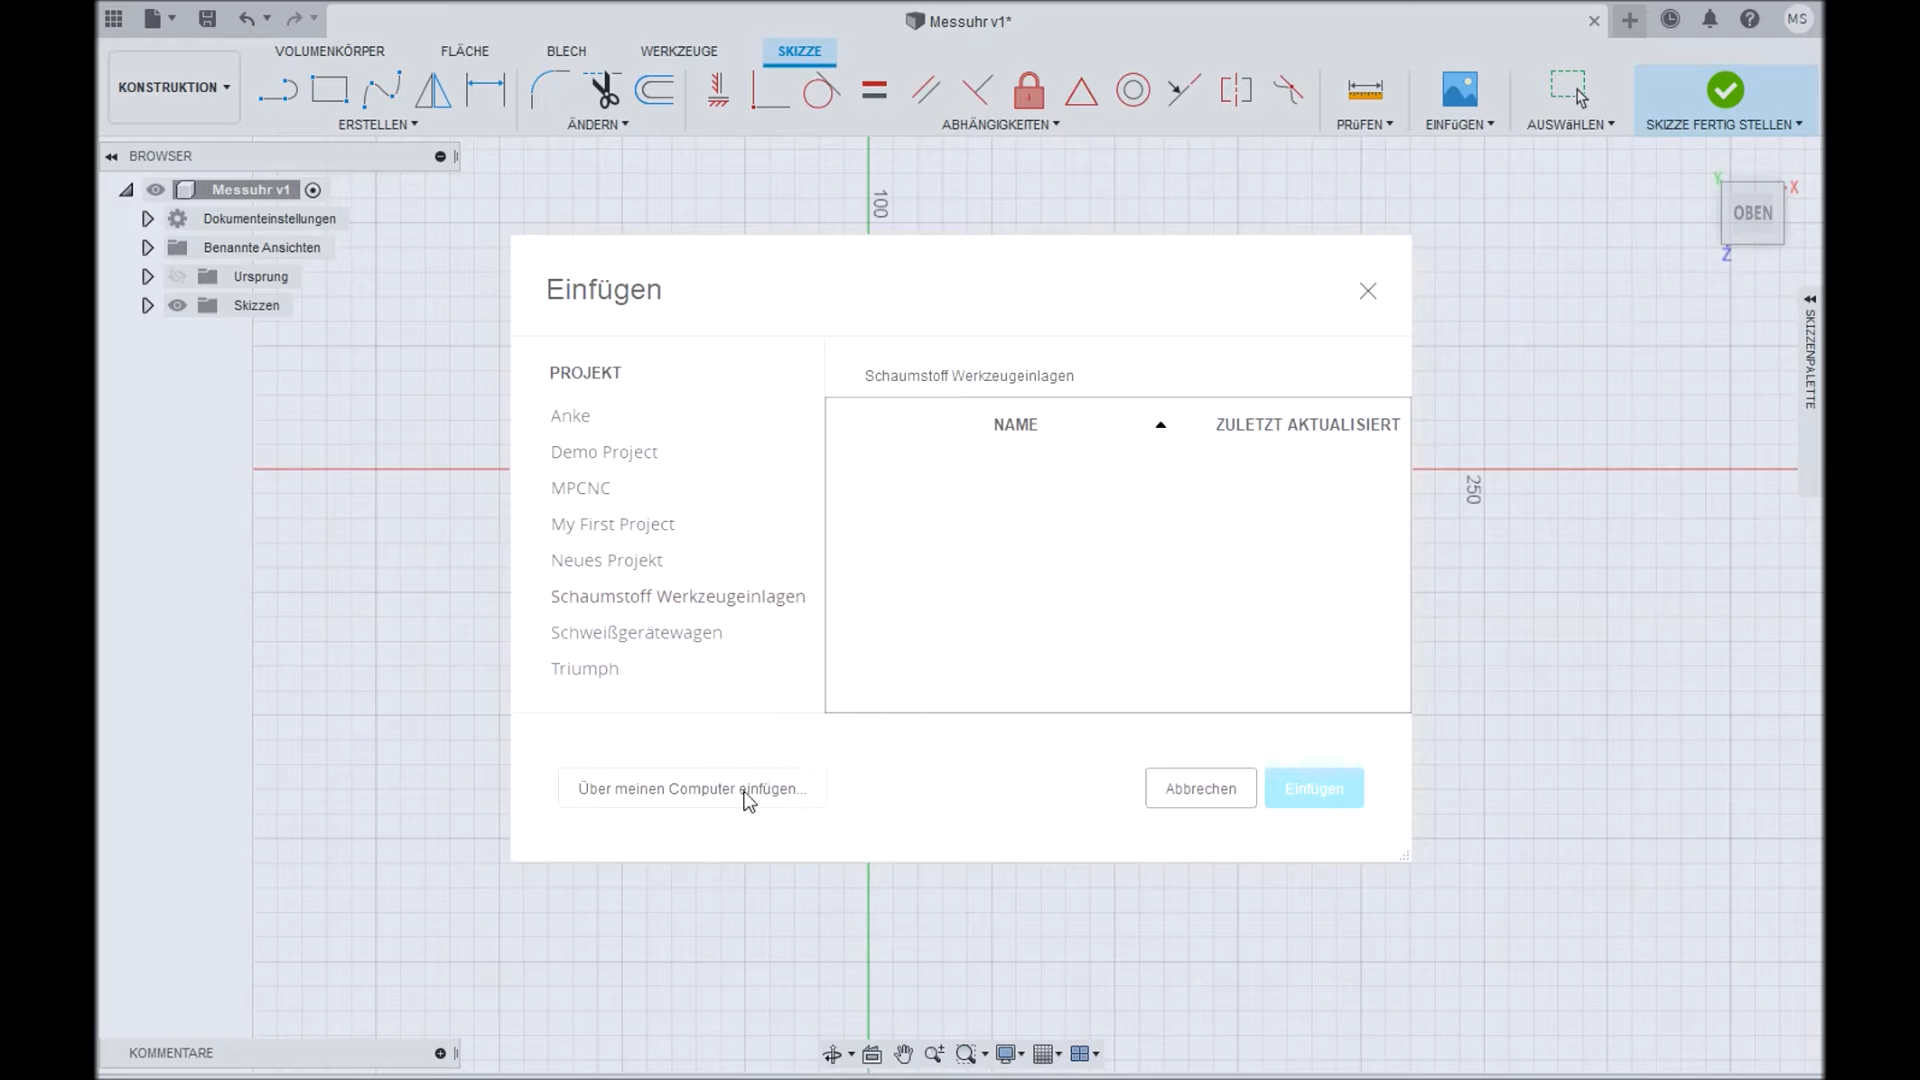 Messuhr v1*
MS
VOLUMENKÖRPER
FLÄCHE
BLECH
WERKZEUGE
SKIZZE
KONSTRUKTION
ERSTELLEN
ÄNDERN
ABHÄNGIGKEITEN
PRüFEN
EINFüGEN
AUSWäHLEN
SKIZZE FERTIG STELLEN
BROWSER
Messuhr v1
Dokumenteinstellungen
Benannte Ansichten
Ursprung
Skizzen
100
250
Y
X
OBEN
Z
SKIZZENPALETTE
Einfügen
PROJEKT
Anke
Demo Project
MPCNC
My First Project
Neues Projekt
Schaumstoff Werkzeugeinlagen
Schweißgerätewagen
Triumph
Schaumstoff Werkzeugeinlagen
NAME
ZULETZT AKTUALISIERT
Über meinen Computer einfügen...
Abbrechen
Einfügen
KOMMENTARE